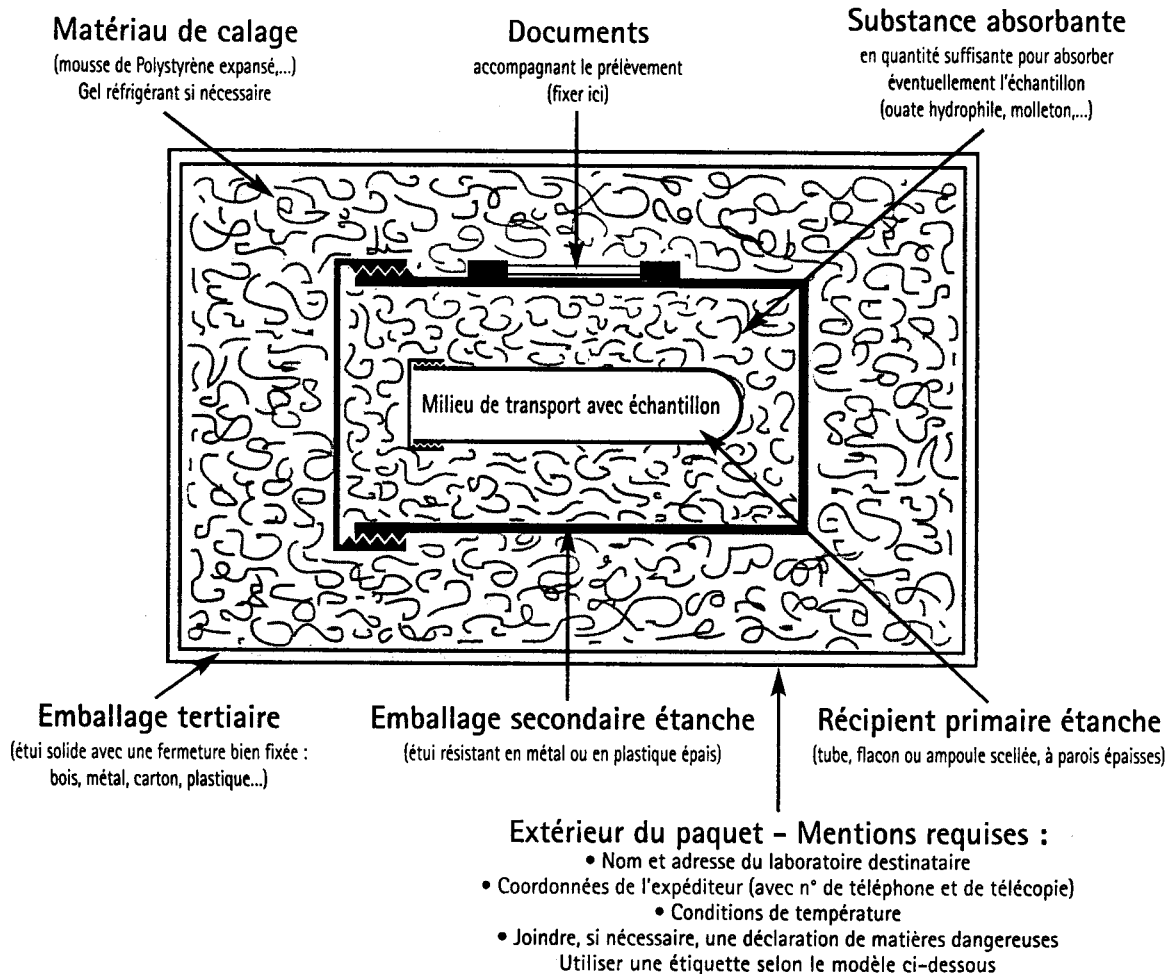 Matériau de calage
(mousse de Polystyrène expansé,...)
Gel réfrigérant si nécessaire
Documents
accompagnant le prélèvement
(fixer ici)
Substance absorbante
en quantité suffisante pour absorber
éventuellement l'échantillon
(ouate hydrophile, molleton,...)
Milieu de transport avec échantillon
Emballage tertiaire
(étui solide avec une fermeture bien fixée :
bois, métal, carton, plastique...)
Emballage secondaire étanche
(étui résistant en métal ou en plastique épais)
Récipient primaire étanche
(tube, flacon ou ampoule scellée, à parois épaisses)
Extérieur du paquet – Mentions requises :
• Nom et adresse du laboratoire destinataire
• Coordonnées de l'expéditeur (avec n° de téléphone et de télécopie)
• Conditions de température
• Joindre, si nécessaire, une déclaration de matières dangereuses
Utiliser une étiquette selon le modèle ci-dessous